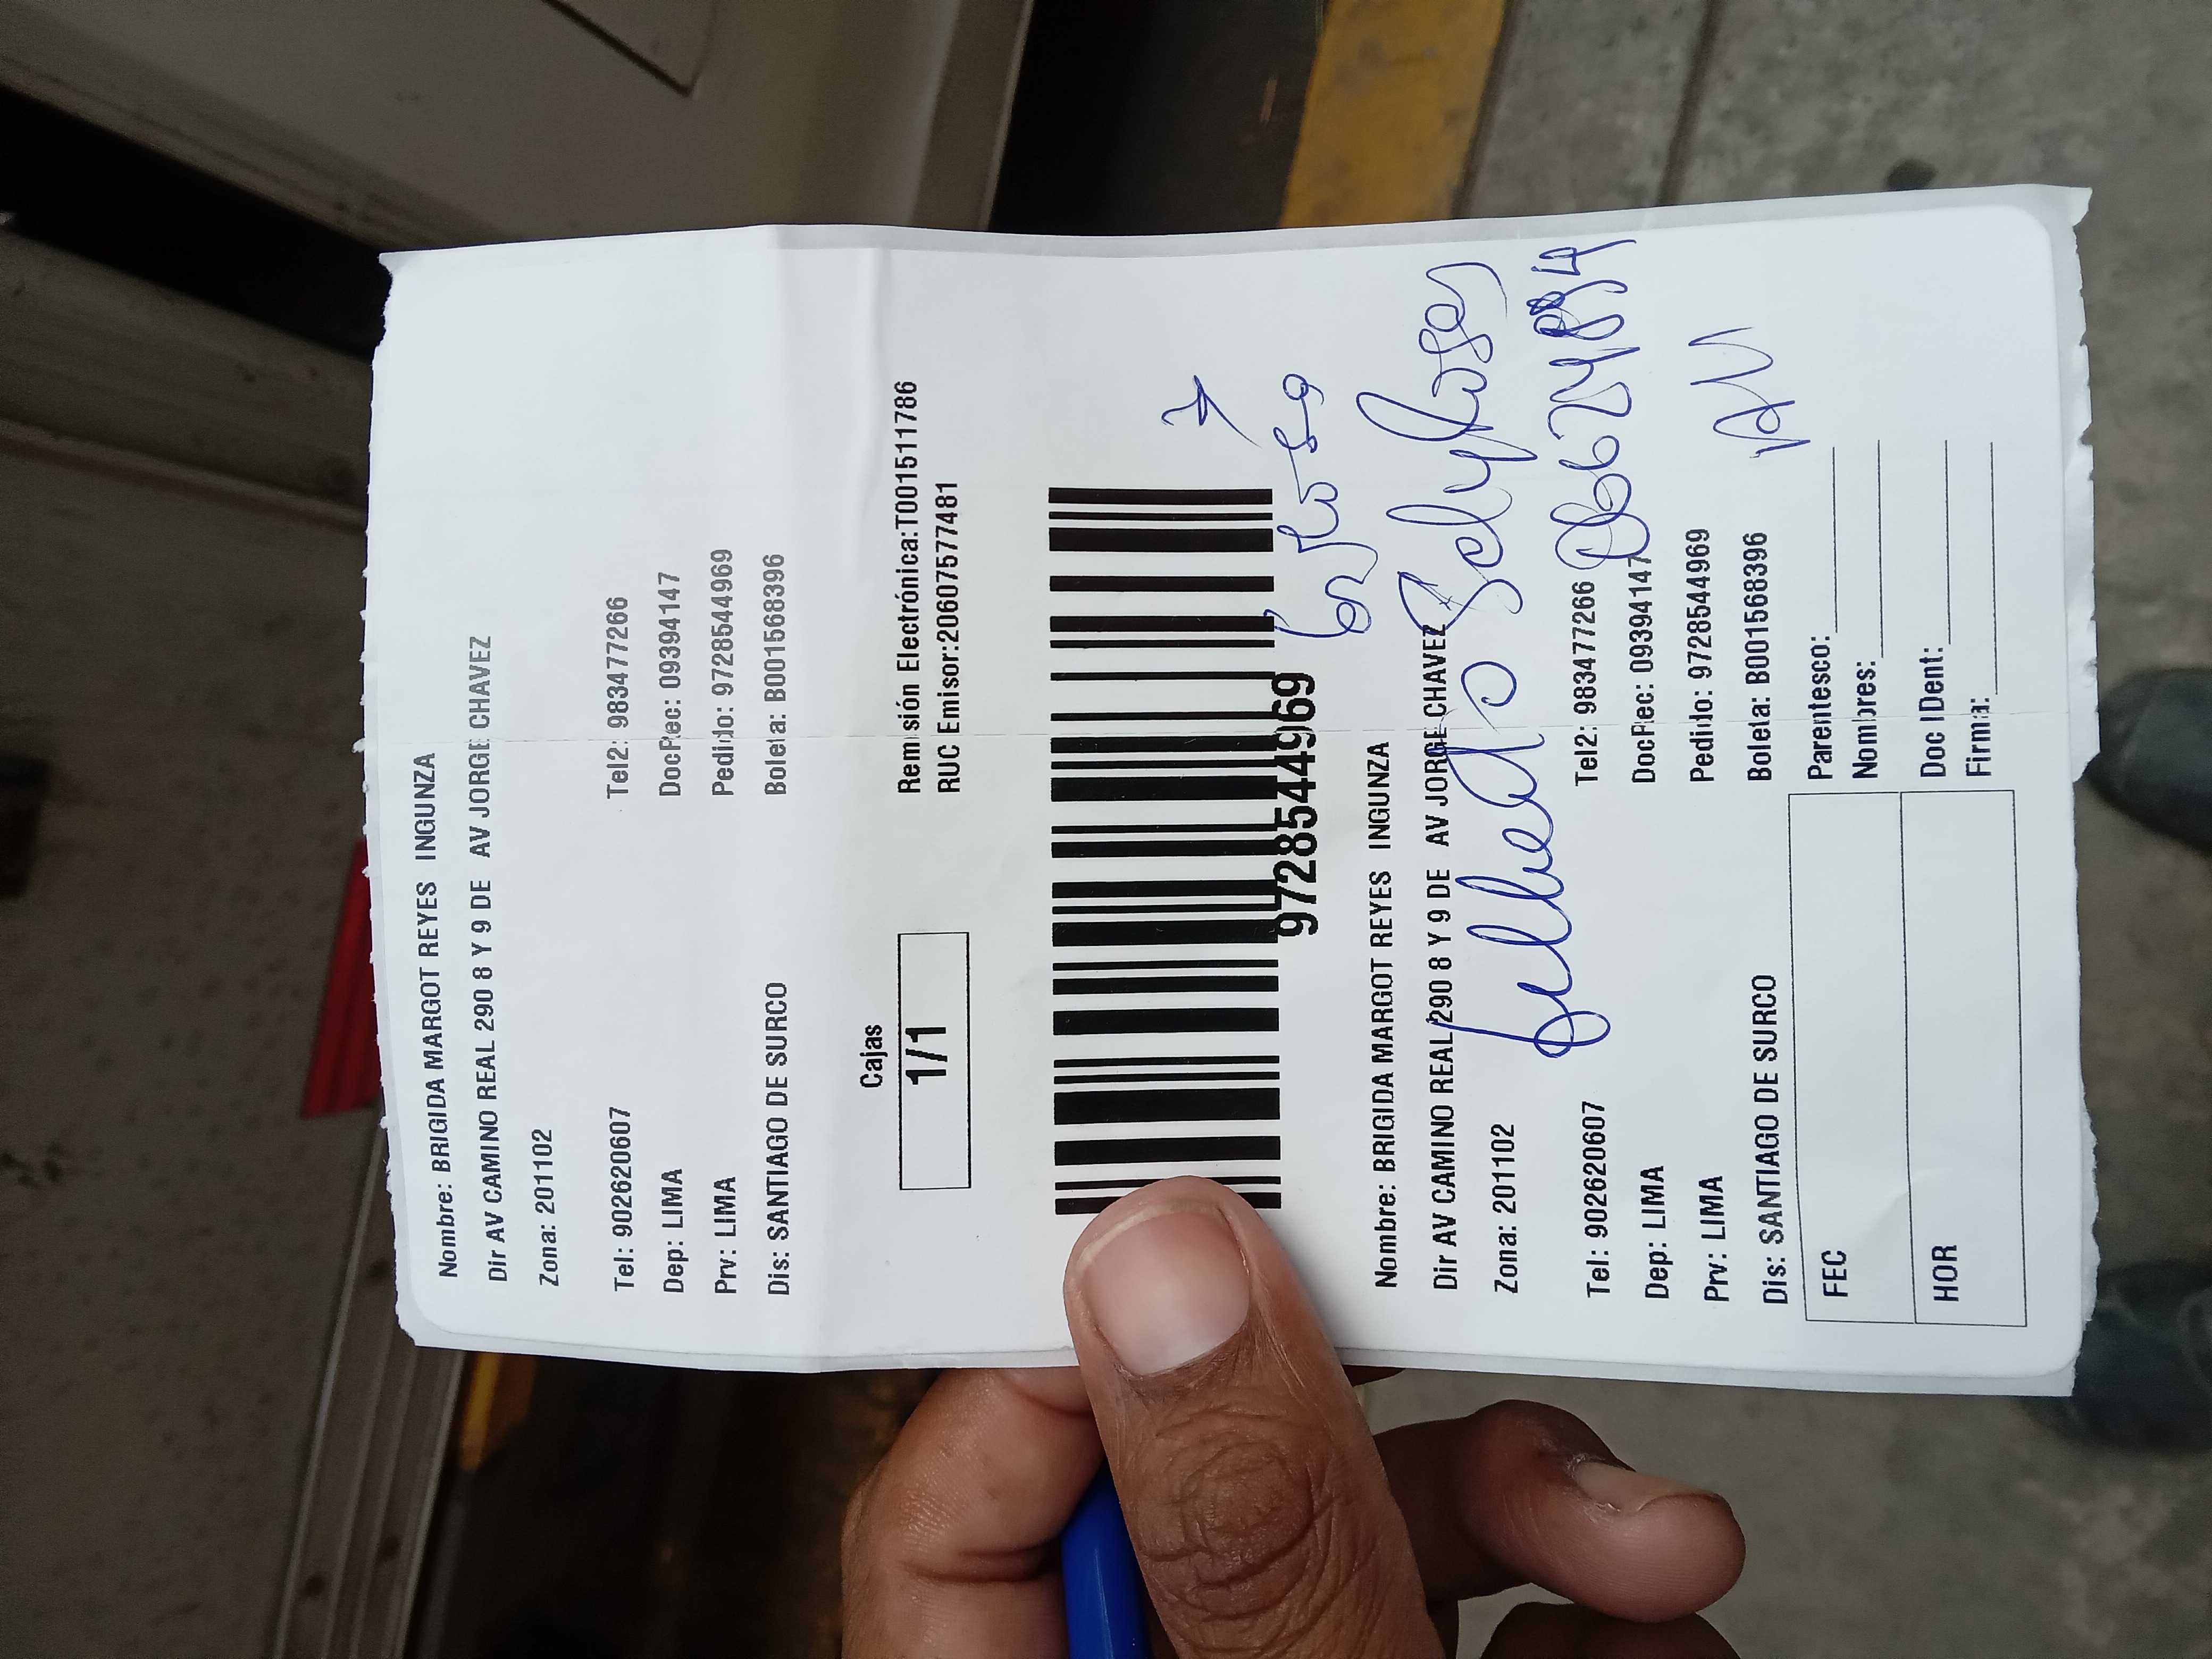 Nombre: BRIGIDA MARGOT REYES INGUNZA
Dir AV CAMINO REAL 290 8 Y 9 DE AV JORGE CHAVEZ
Zona: 201102
Tel: 902620607 Tel2: 983477266
Dep: LIMA DocRec: 09394147
Prv: LIMA Pedido: 9728544969
Dis: SANTIAGO DE SURCO Boleta: B001568396
Cajas
1/1
Remisión Electrónica:T001511786
RUC Emisor:20607577481
9728544969
Nombre: BRIGIDA MARGOT REYES INGUNZA
Dir AV CAMINO REAL 290 8 Y 9 DE AV JORGE CHAVEZ
Zona: 201102
Tel: 902620607 Tel2: 983477266
Dep: LIMA DocRec: 09394147
Prv: LIMA Pedido: 9728544969
Dis: SANTIAGO DE SURCO Boleta: B001568396
FEC
HOR
Parentesco:
Nombres:
Doc IDent:
Firma: